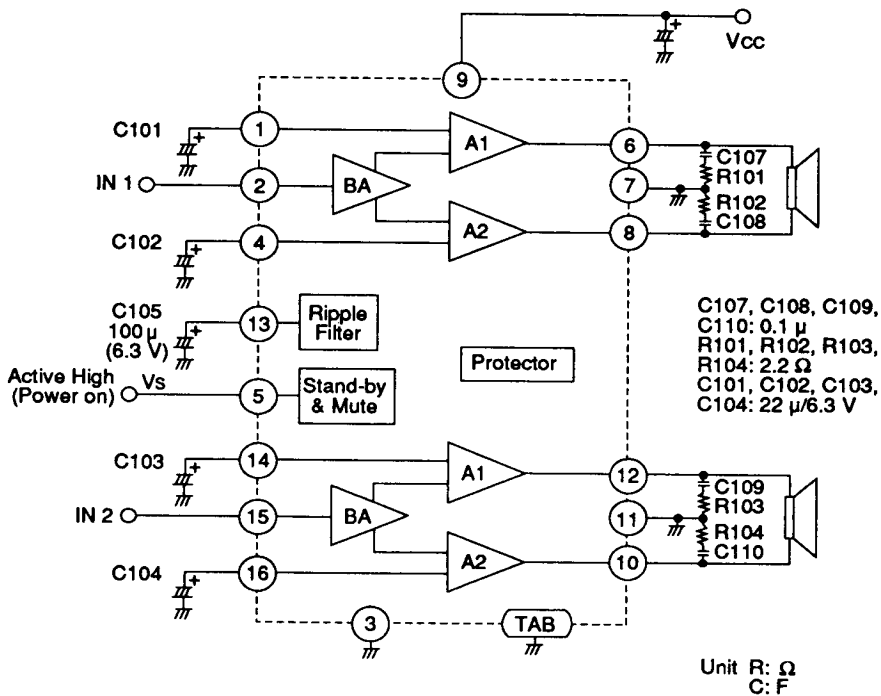 Vcc
9
C101
1
A1
6
C107
R101
IN 1
2
BA
7
R102
C108
C102
4
A2
8
C105
100 μ
(6.3 V)
13
Ripple
Filter
Protector
C107, C108, C109,
C110: 0.1 μ
R101, R102, R103,
R104: 2.2 Ω
C101, C102, C103,
C104: 22 μ/6.3 V
Active High
(Power on)
Vs
5
Stand-by
& Mute
C103
14
A1
12
C109
R103
IN 2
15
BA
11
R104
C110
C104
16
A2
10
3
TAB
Unit R: Ω
C: F